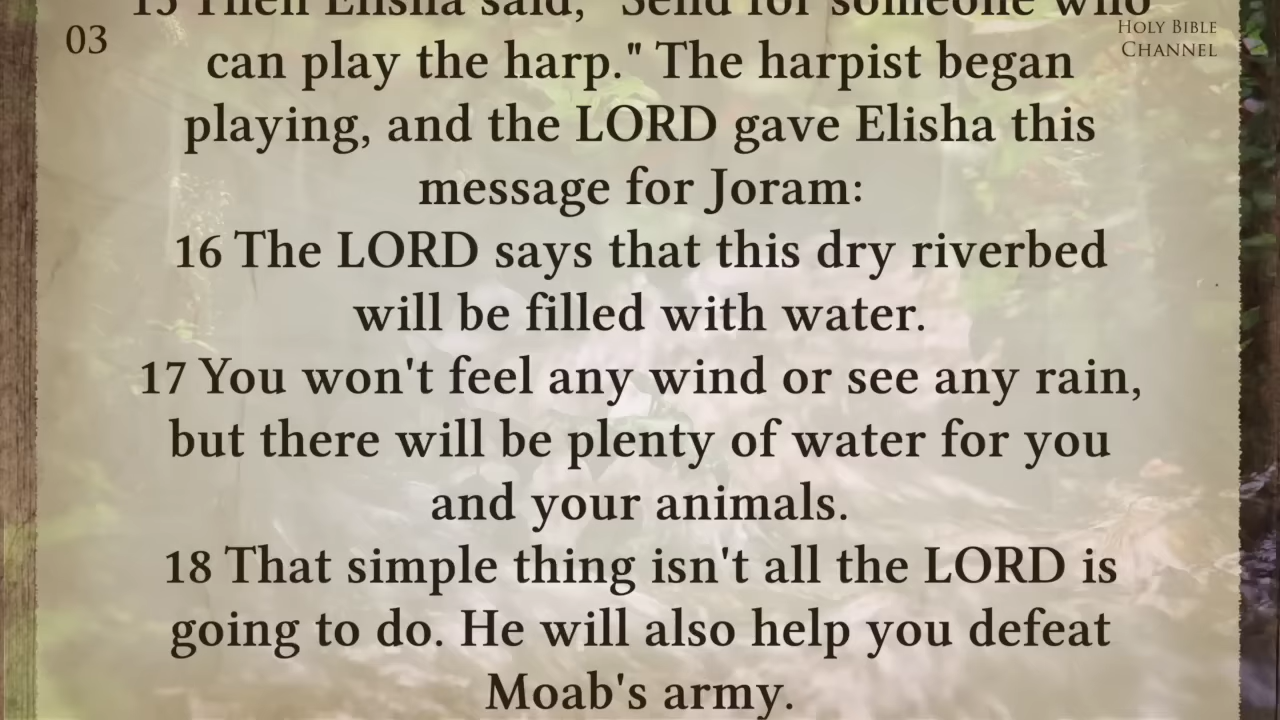 15 Then Elisha said, "Send for someone who
03
HOLY BIBLE
CHANNEL
can play the harp." The harpist began
playing, and the LORD gave Elisha this
message for Joram:
16 The LORD says that this dry riverbed
will be filled with water.
17 You won't feel any wind or see any rain,
but there will be plenty of water for you
and your animals.
18 That simple thing isn't all the LORD is
going to do. He will also help you defeat
Moab's army.